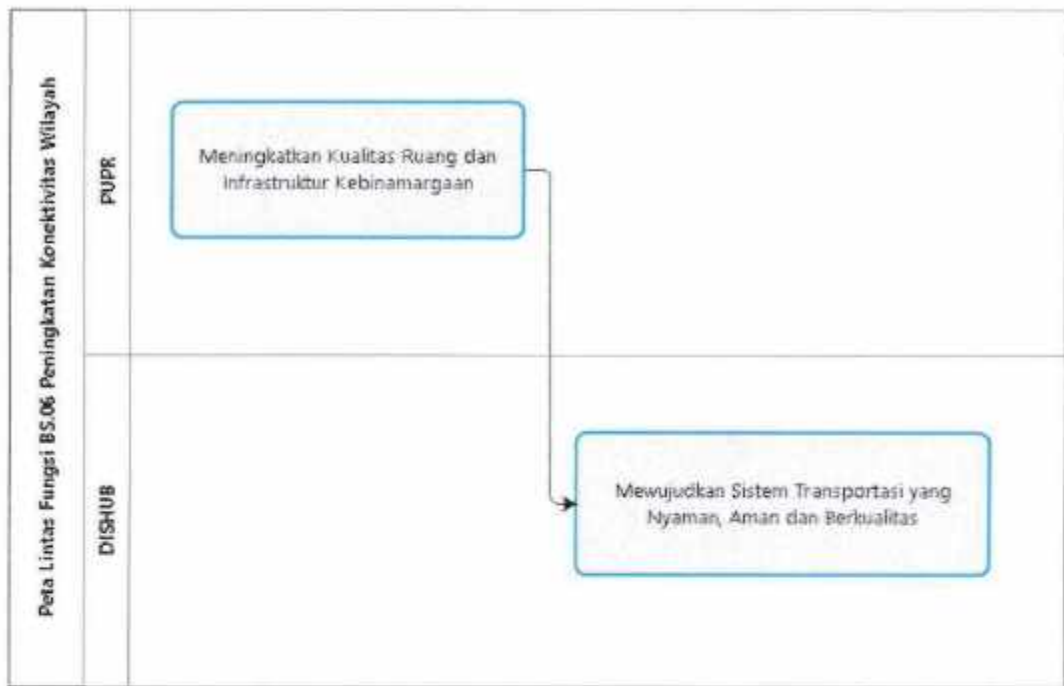 Peta Lintas Fungsi BS.06 Peningkatan Konektivitas Wilayah
PUPR
Meningkatkan Kualitas Ruang dan
Infrastruktur Kebinamargaan
DISHUB
Mewujudkan Sistem Transportasi yang
Nyaman, Aman dan Berkualitas